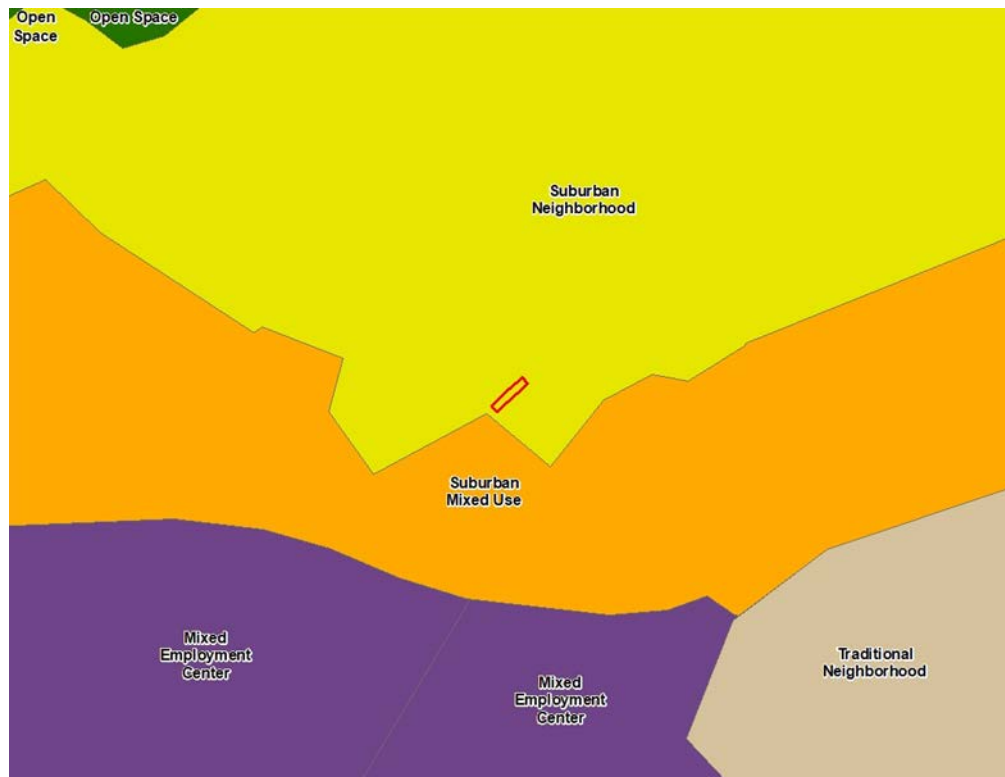 Open
Space
Open Space
Suburban
Neighborhood
Suburban
Mixed Use
Mixed
Employment
Center
Mixed
Employment
Center
Traditional
Neighborhood